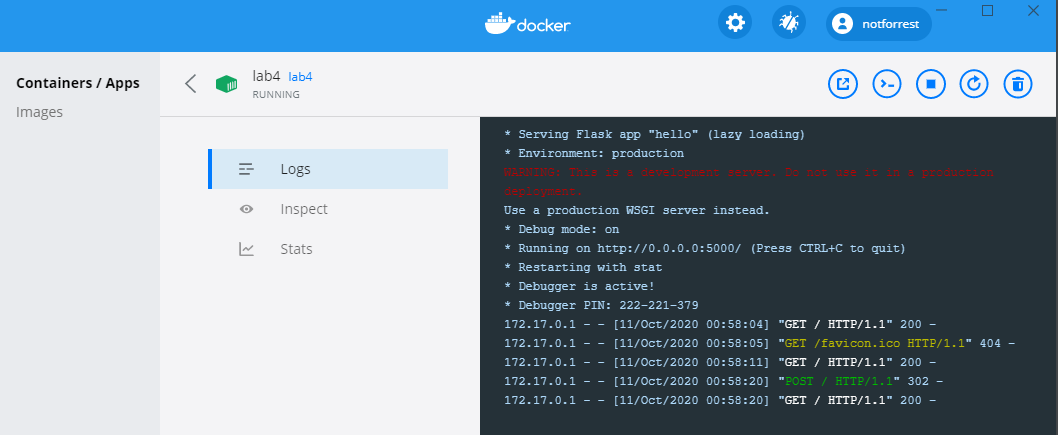 docker
notforrest
Containers / Apps
Images
lab4 lab4
RUNNING
Logs
Inspect
Stats
* Serving Flask app "hello" (lazy loading)
* Environment: production
WARNING: This is a development server. Do not use it in a production
deployment.
Use a production WSGI server instead.
* Debug mode: on
* Running on http://0.0.0.0:5000/ (Press CTRL+C to quit)
* Restarting with stat
* Debugger is active!
* Debugger PIN: 222-221-379
172.17.0.1 - - [11/Oct/2020 00:58:04] "GET / HTTP/1.1" 200 -
172.17.0.1 - - [11/Oct/2020 00:58:05] "GET /favicon.ico HTTP/1.1" 404 -
172.17.0.1 - - [11/Oct/2020 00:58:11] "GET / HTTP/1.1" 200 -
172.17.0.1 - - [11/Oct/2020 00:58:20] "POST / HTTP/1.1" 302 -
172.17.0.1 - - [11/Oct/2020 00:58:20] "GET / HTTP/1.1" 200 -